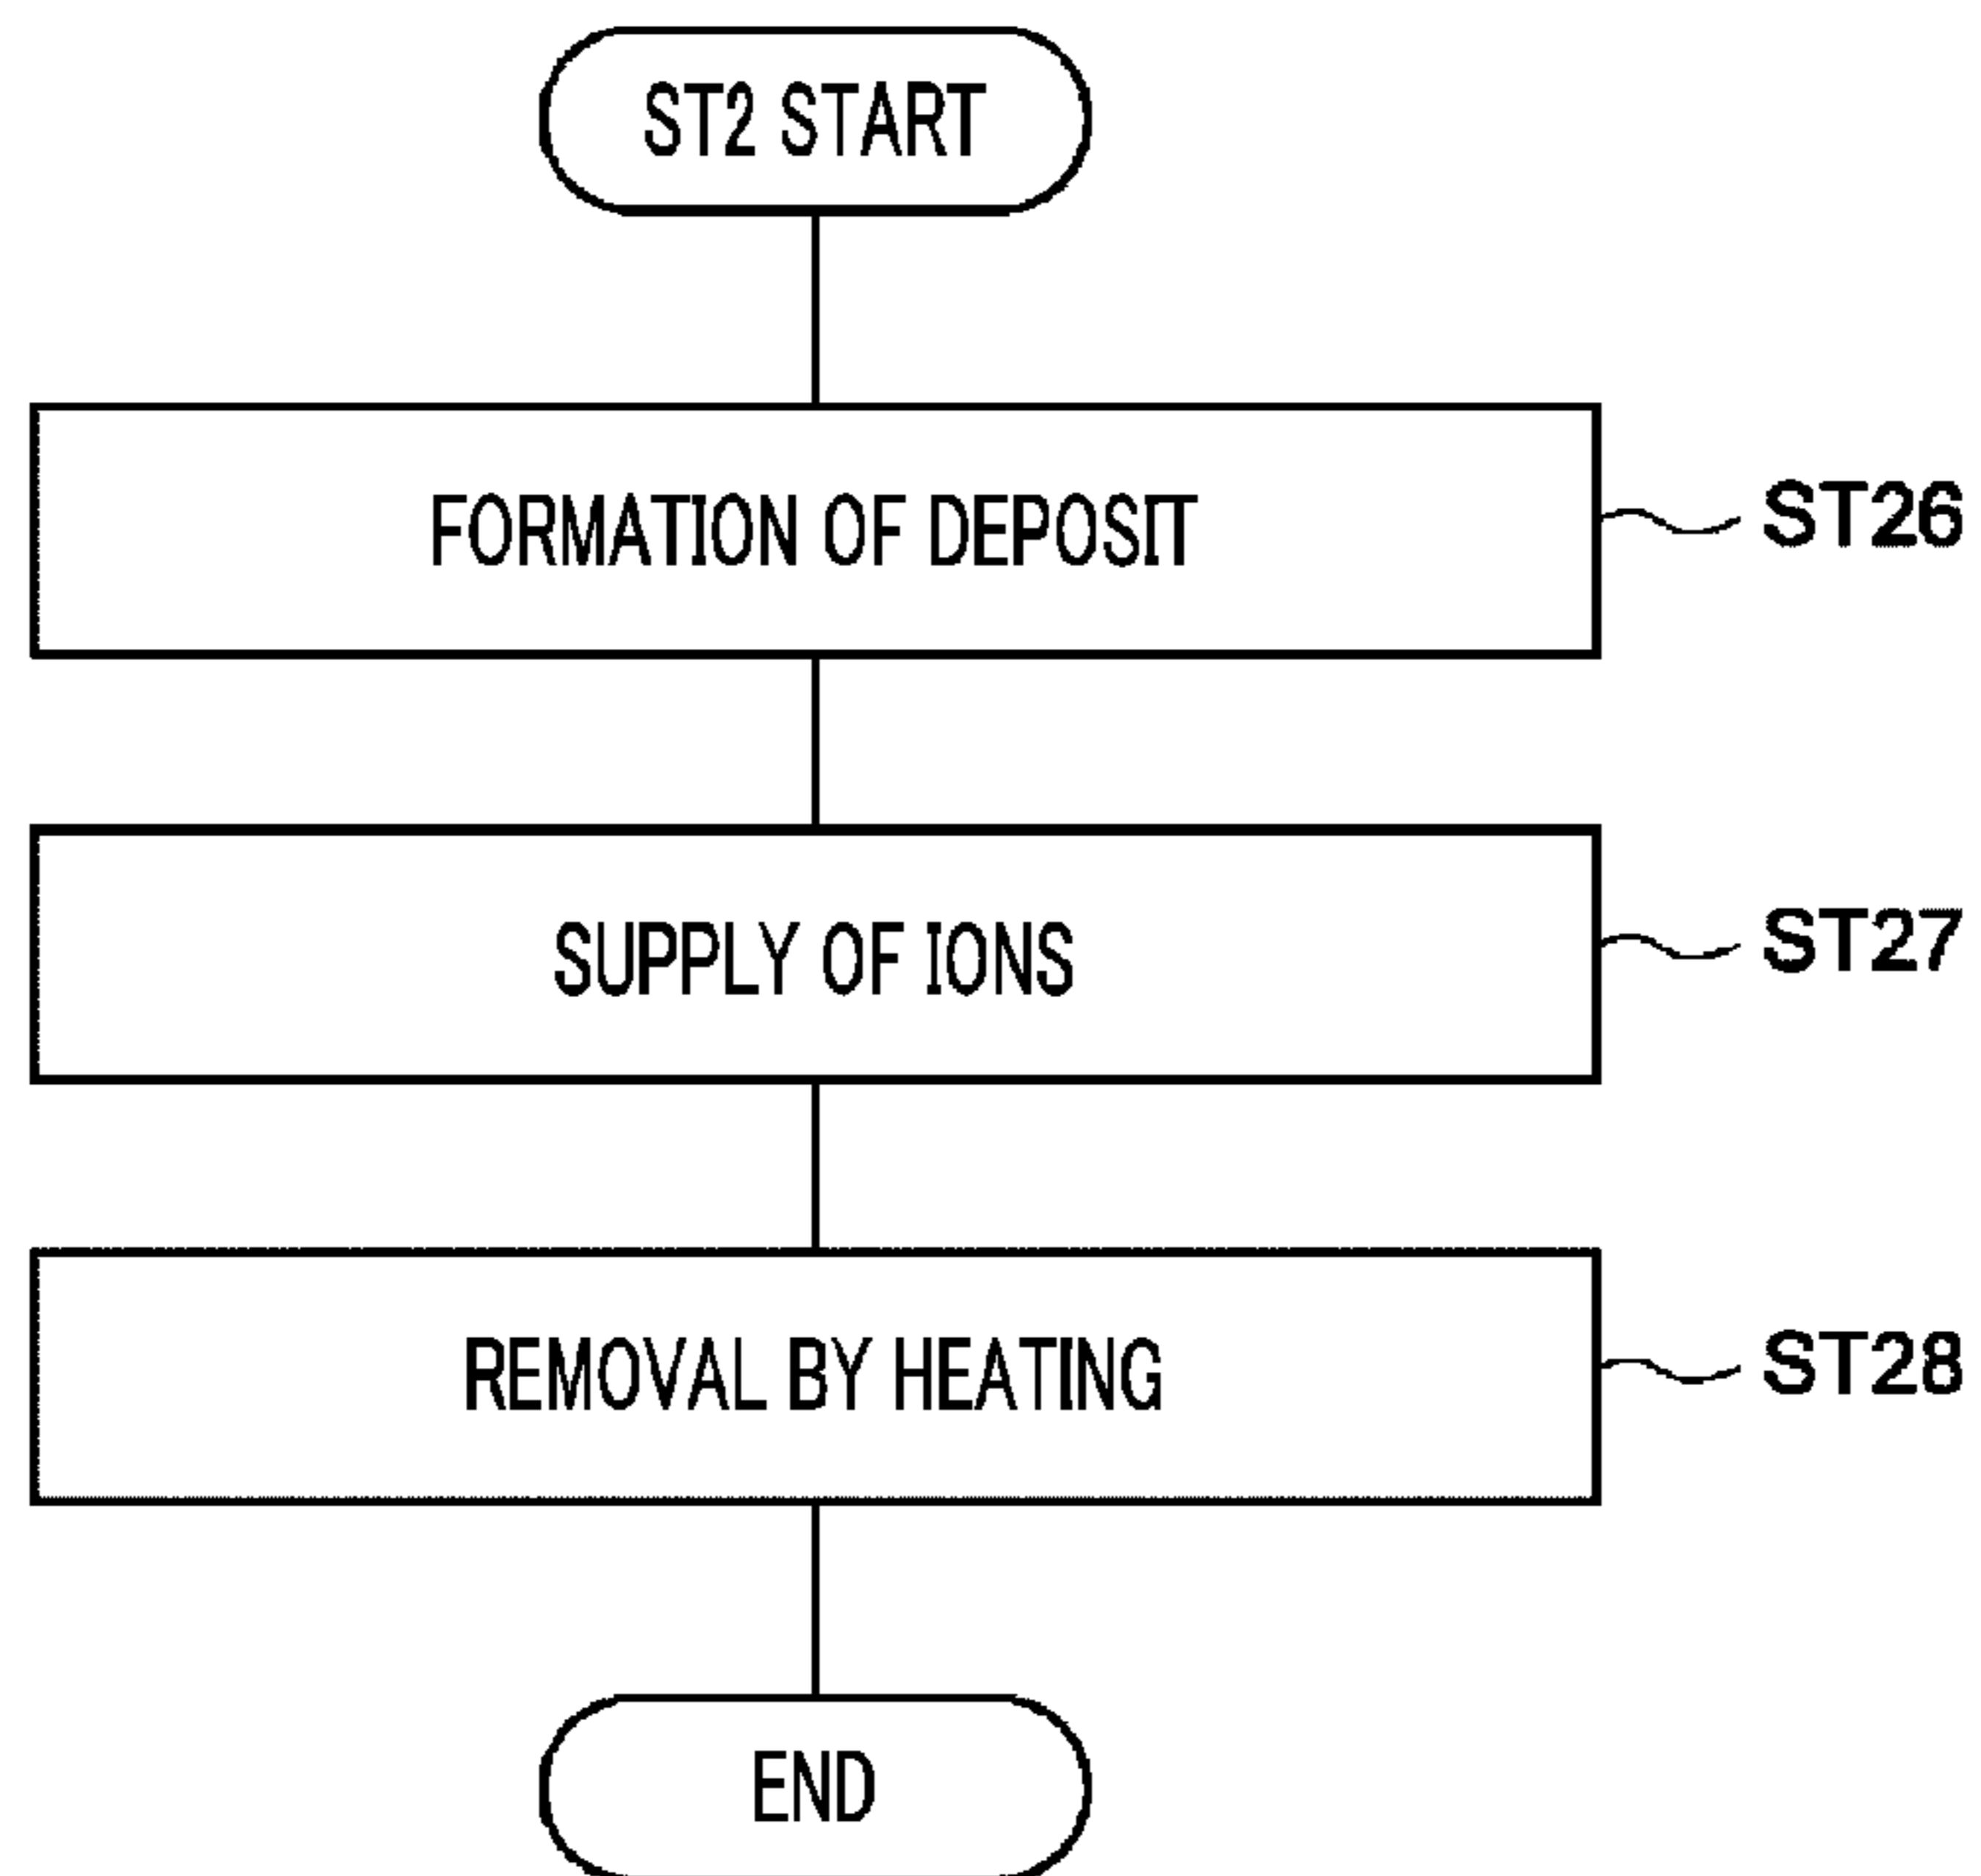 ST2 START
FORMATION OF DEPOSIT
ST26
SUPPLY OF IONS
ST27
REMOVAL BY HEATING
ST28
END